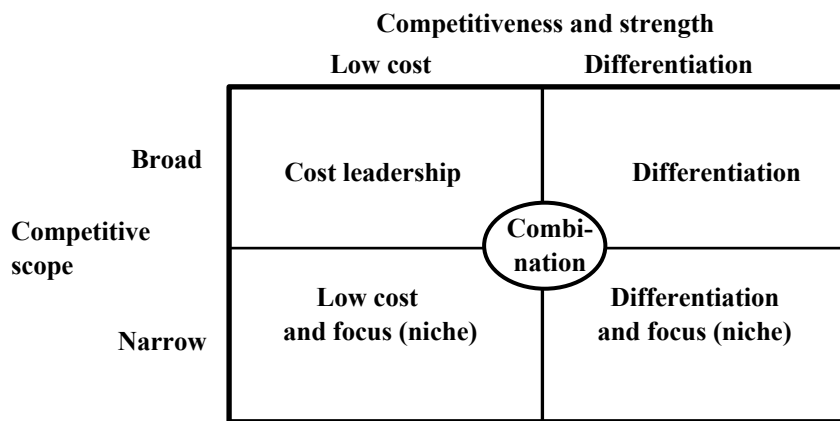 Competitiveness and strength
Low cost
Differentiation
Broad
Cost leadership
Differentiation
Competitive
scope
Combi-
nation
Narrow
Low cost
and focus (niche)
Differentiation
and focus (niche)